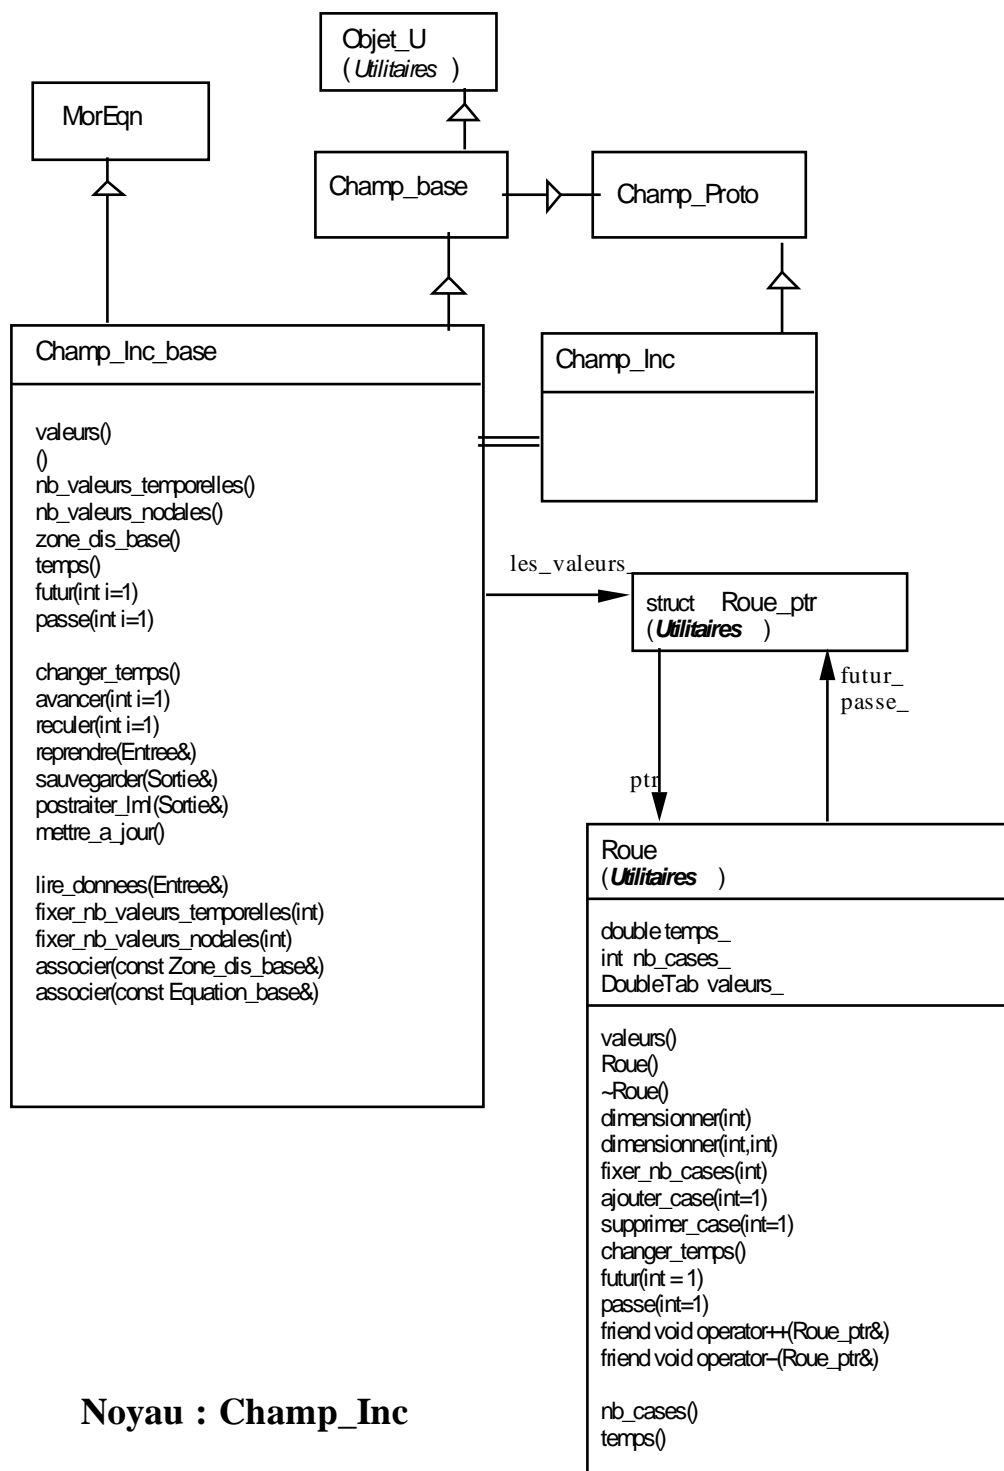 Objet_U
(Utilitaires )
MorEqn
Champ_base
Champ_Proto
Champ_Inc_base
valeurs()
()
nb_valeurs_temporelles()
nb_valeurs_nodales()
zone_dis_base()
temps()
futur(int i=1)
passe(int i=1)
changer_temps()
avancer(int i=1)
reculer(int i=1)
reprendre(Entree&)
sauvegarder(Sortie&)
postraiter_lml(Sortie&)
mettre_a_jour()
lire_donnees(Entree&)
fixer_nb_valeurs_temporelles(int)
fixer_nb_valeurs_nodales(int)
associer(const Zone_dis_base&)
associer(const Equation_base&)
Champ_Inc
les_valeurs_
struct Roue_ptr
(Utilitaires )
futur_
passe_
ptr
Roue
(Utilitaires )
double temps_
int nb_cases_
DoubleTab valeurs_
valeurs()
Roue()
~Roue()
dimensionner(int)
dimensionner(int,int)
fixer_nb_cases(int)
ajouter_case(int=1)
supprimer_case(int=1)
changer_temps()
futur(int = 1)
passe(int=1)
friend void operator++(Roue_ptr&)
friend void operator--(Roue_ptr&)
nb_cases()
temps()
Noyau : Champ_Inc